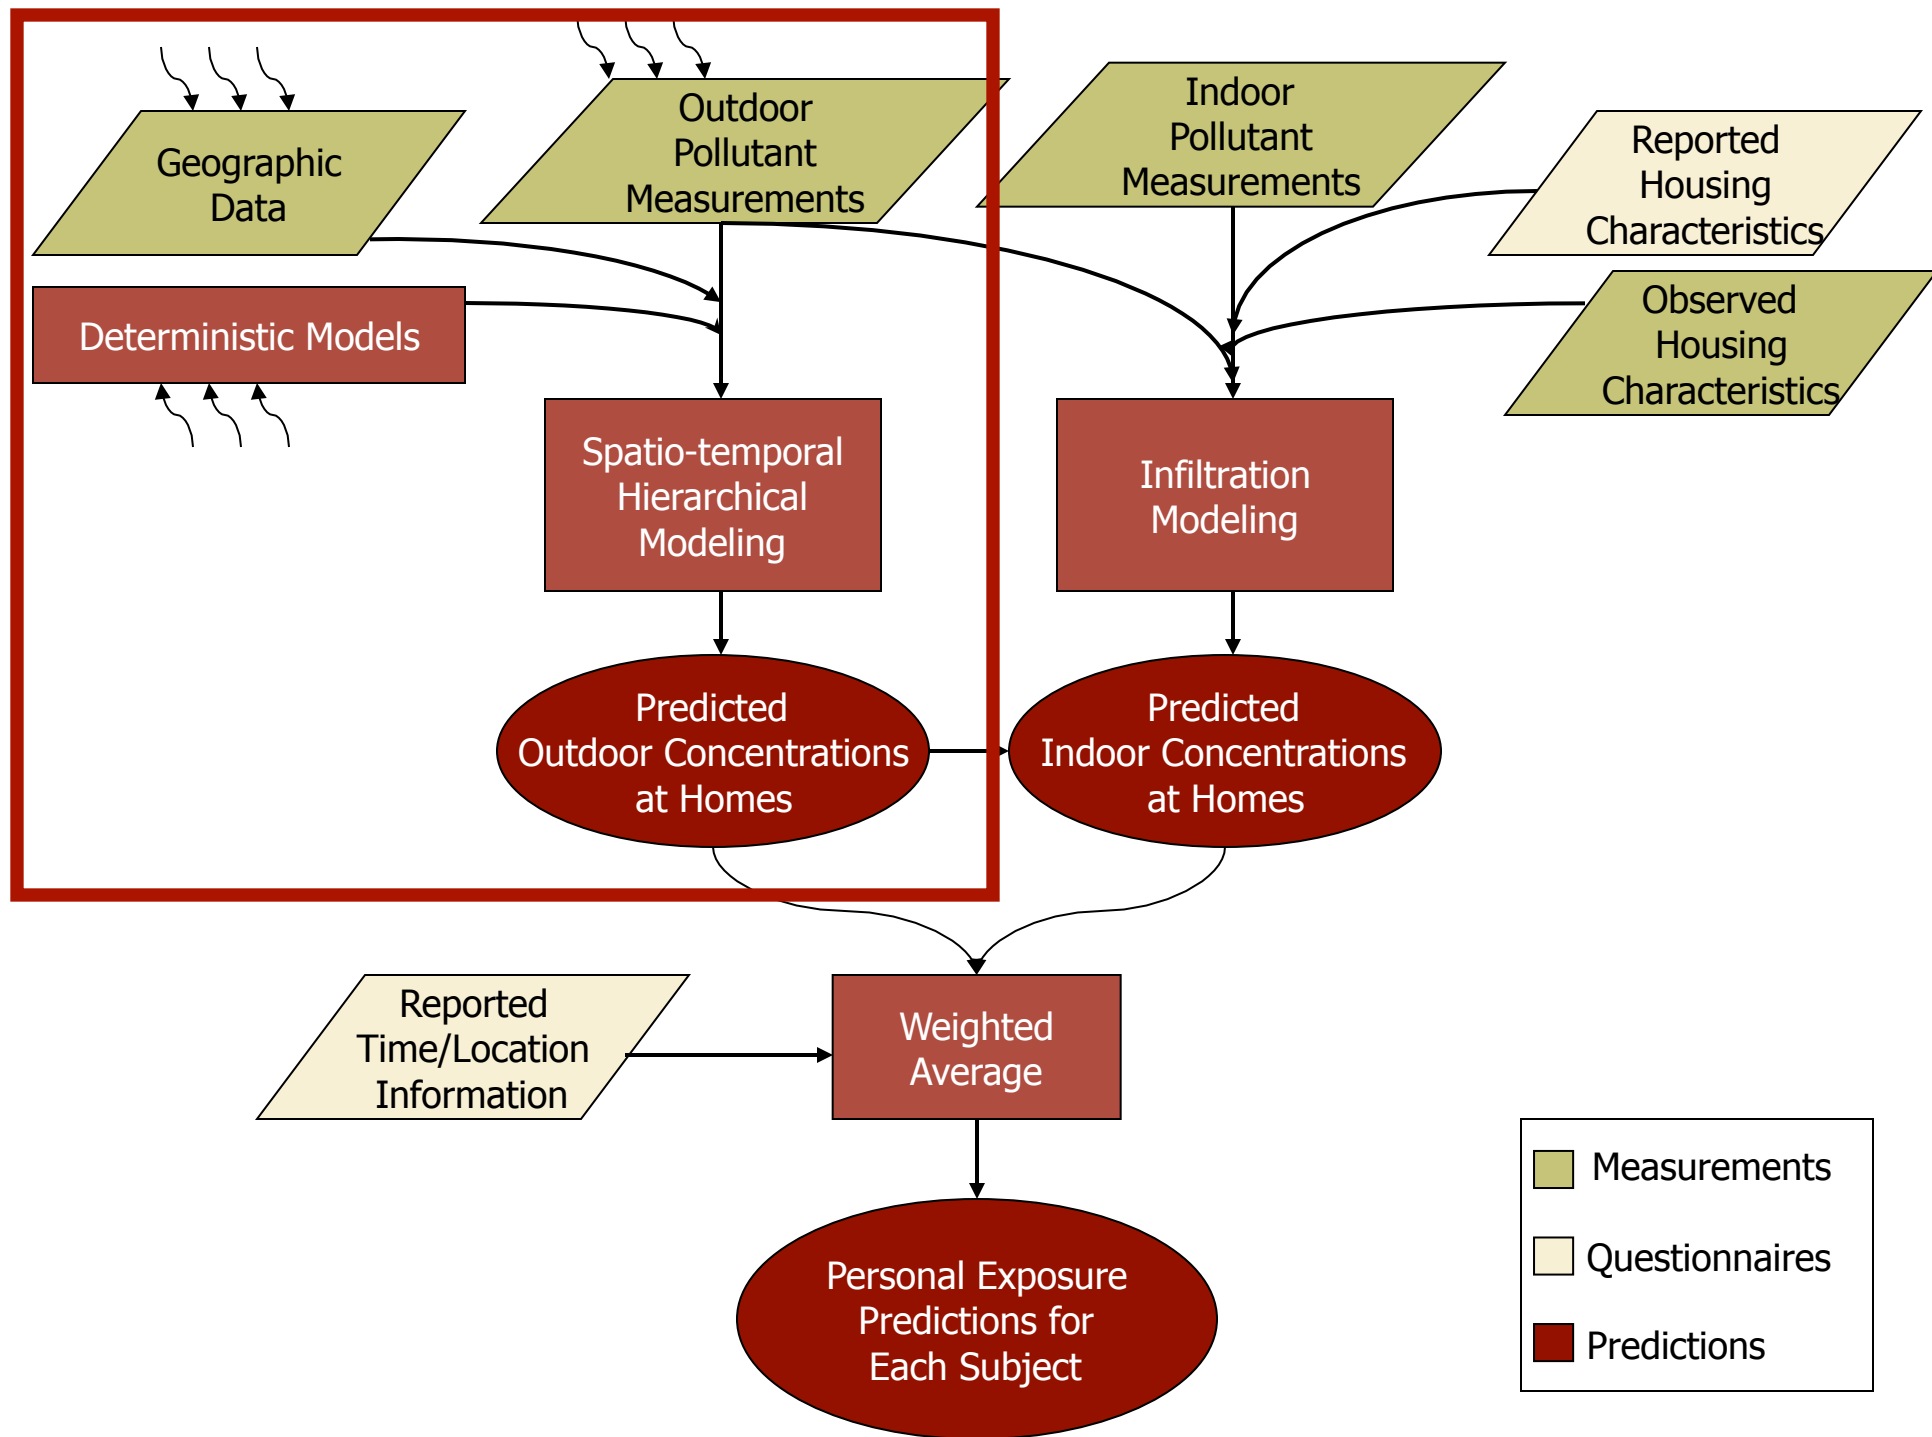 Geographic
Data
Outdoor
Pollutant
Measurements
Indoor
Pollutant
Measurements
Reported
Housing
Characteristics
Deterministic Models
Observed
Housing
Characteristics
Spatio-temporal
Hierarchical
Modeling
Infiltration
Modeling
Predicted
Outdoor Concentrations
at Homes
Predicted
Indoor Concentrations
at Homes
Reported
Time/Location
Information
Weighted
Average
Personal Exposure
Predictions for
Each Subject
Measurements
Questionnaires
Predictions